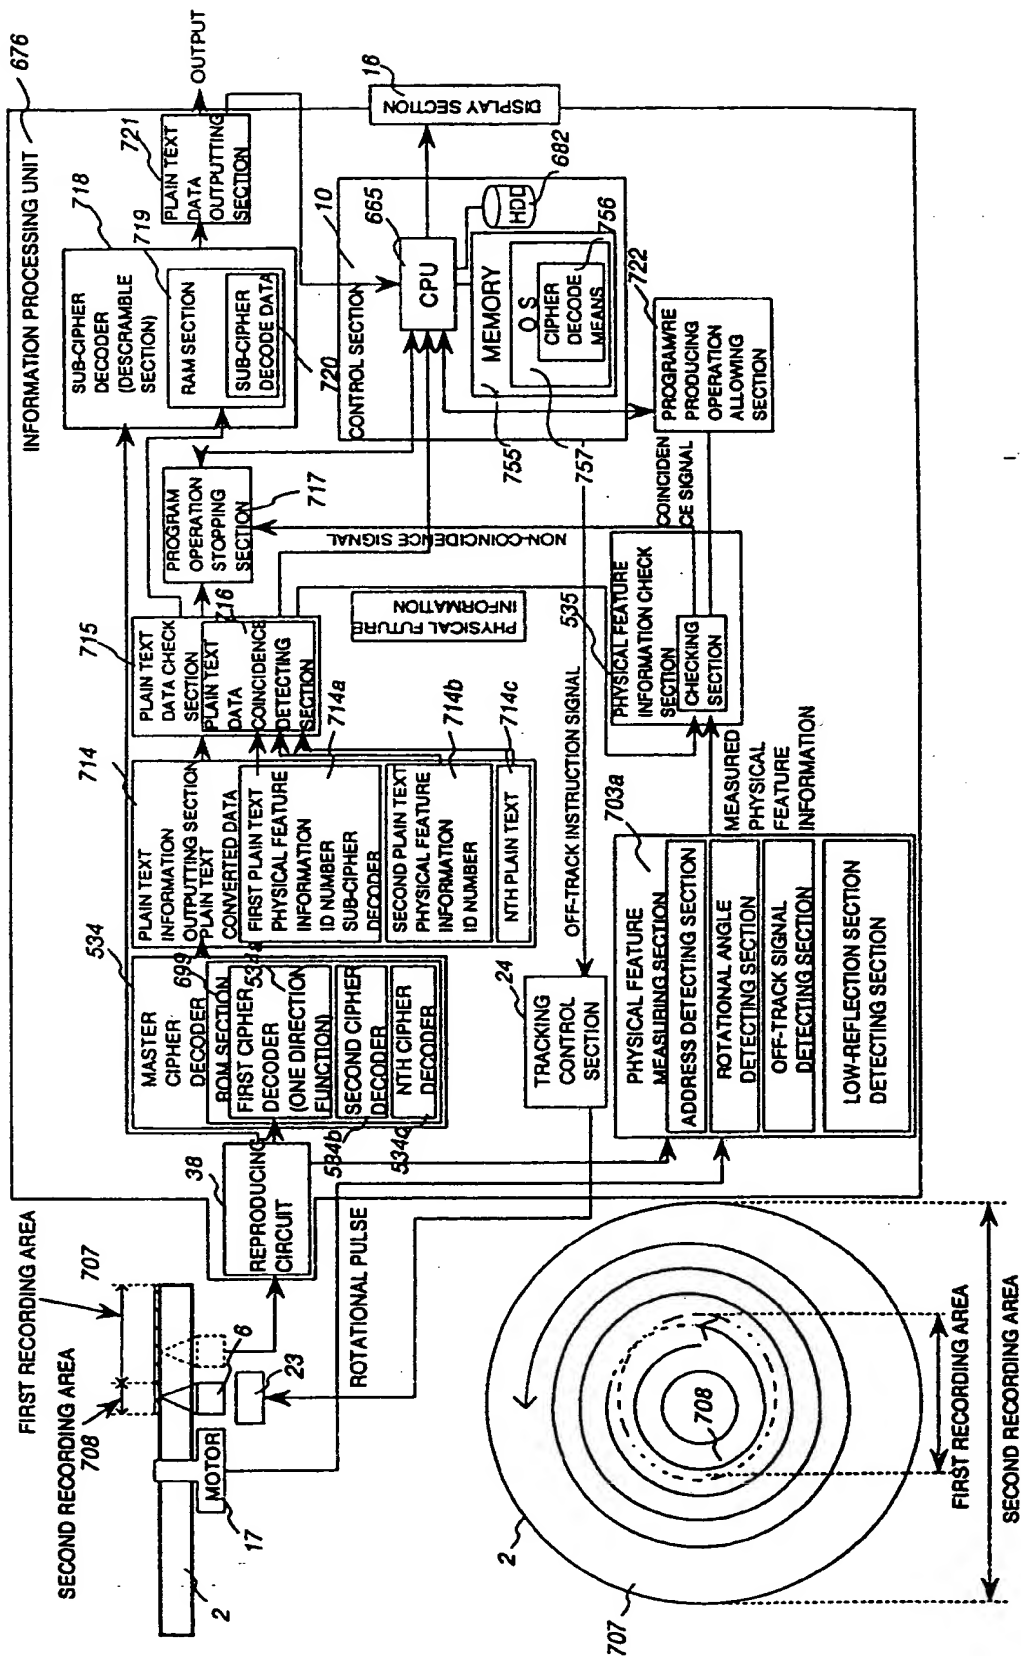 INFORMATION PROCESSING UNIT
676
FIRST RECORDING AREA
707
SECOND RECORDING AREA
708
MOTOR
17
2
6
23
38
REPRODUCING
CIRCUIT
ROTATIONAL PULSE
534
MASTER
CIPHER
DECODER
699
ROM SECTION
534a
FIRST CIPHER
DECODER
(ONE DIRECTION
FUNCTION)
SECOND CIPHER
DECODER
534b
NTH CIPHER
DECODER
534c
714
PLAIN TEXT
INFORMATION
OUTPUTTING SECTION
PLAIN TEXT
CONVERTED DATA
FIRST PLAIN TEXT
PHYSICAL FEATURE
INFORMATION
ID NUMBER
SUB-CIPHER
DECODER
714a
SECOND PLAIN TEXT
PHYSICAL FEATURE
INFORMATION
ID NUMBER
714b
NTH PLAIN TEXT
714c
715
PLAIN TEXT
DATA CHECK
SECTION
716
PLAIN TEXT
DATA
COINCIDENCE
DETECTING
SECTION
PROGRAM
OPERATION
STOPPING
SECTION
717
718
SUB-CIPHER
DECODER
(DESCRAMBLE
SECTION)
719
RAM SECTION
SUB-CIPHER
DECODE DATA
720
721
PLAIN TEXT
DATA
OUTPUTTING
SECTION
OUTPUT
PHYSICAL FUTURE
INFORMATION
NON-COINCIDENCE SIGNAL
CONTROL SECTION
10
665
CPU
MEMORY
O S
CIPHER
DECODE
MEANS
755
757
756
HDD
682
16
DISPLAY SECTION
24
TRACKING
CONTROL
SECTION
OFF-TRACK INSTRUCTION SIGNAL
535
PHYSICAL FEATURE
INFORMATION CHECK
SECTION
CHECKING
SECTION
COINCIDEN
CE SIGNAL
722
PROGRAMRE
PRODUCING
OPERATION
ALLOWING
SECTION
703a
PHYSICAL FEATURE
MEASURING SECTION
ADDRESS DETECTING SECTION
ROTATIONAL ANGLE
DETECTING SECTION
OFF-TRACK SIGNAL
DETECTING SECTION
LOW-REFLECTION SECTION
DETECTING SECTION
MEASURED
PHYSICAL
FEATURE
INFORMATION
2
707
708
FIRST RECORDING AREA
SECOND RECORDING AREA